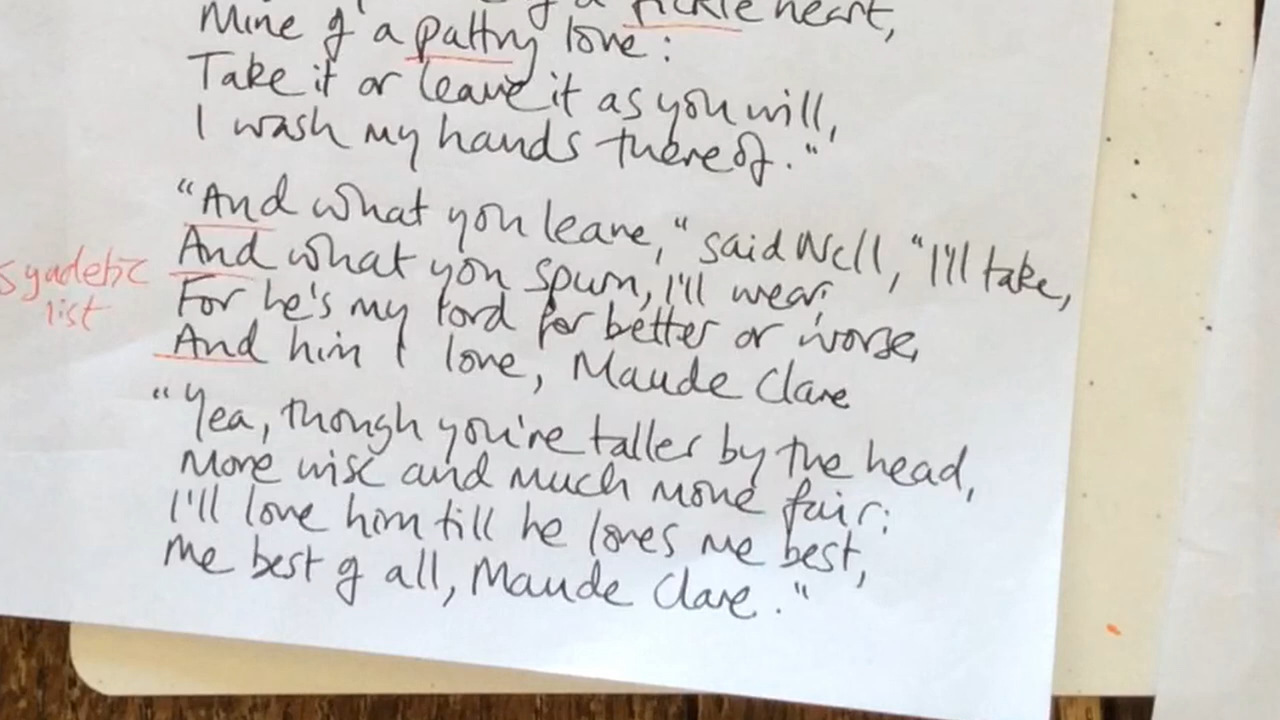 a fickle heart,
Mine of a paltry love:
Take it or leave it as you will,
I wash my hands thereof."
"And what you leave," said Nell, "I'll take,
And what you spurn, I'll wear;
For he's my lord for better or worse,
And him I love, Maude Clare
"Yea, though you're taller by the head,
More wise and much more fair:
I'll love him till he loves me best,
Me best of all, Maude Clare."
syndetic
list